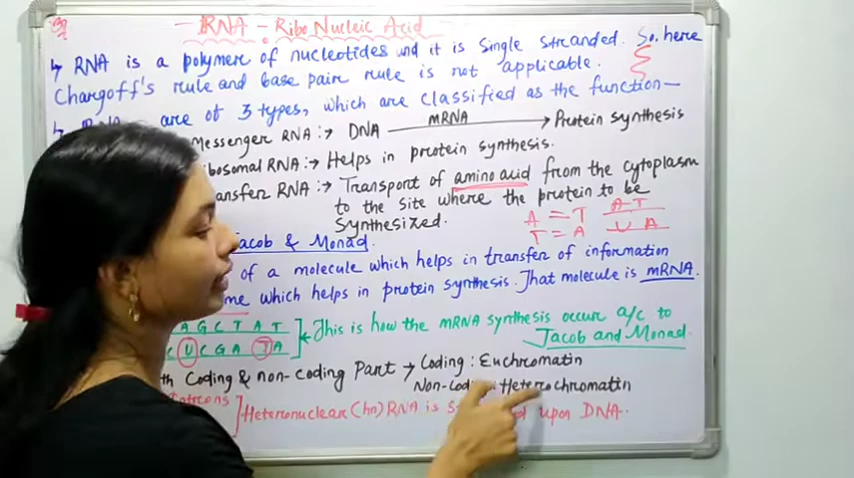 RNA - Ribo Nucleic Acid
↳ RNA is a polymer of nucleotides and it is single stranded. So, here
Chargoff's rule and base pair rule is not applicable.
↳ are of 3 types, which are classified as the function—
Messenger RNA :→ DNA mRNA → Protein synthesis
RNA :→ Helps in protein synthesis.
RNA :→ Transport of amino acid from the cytoplasm
to the site where the protein to be
synthesized.
A = T A-T
T = A U A
Jacob & Monad.
of a molecule which helps in transfer of information
which helps in protein synthesis. That molecule is mRNA.
A G C T A T
C U C G A T A
This is how the mRNA synthesis occur a/c to
Jacob and Monad.
Coding & non-coding Part → Coding : Euchromatin
Heterochromatin
Heteronuclear (hn) RNA is upon DNA.